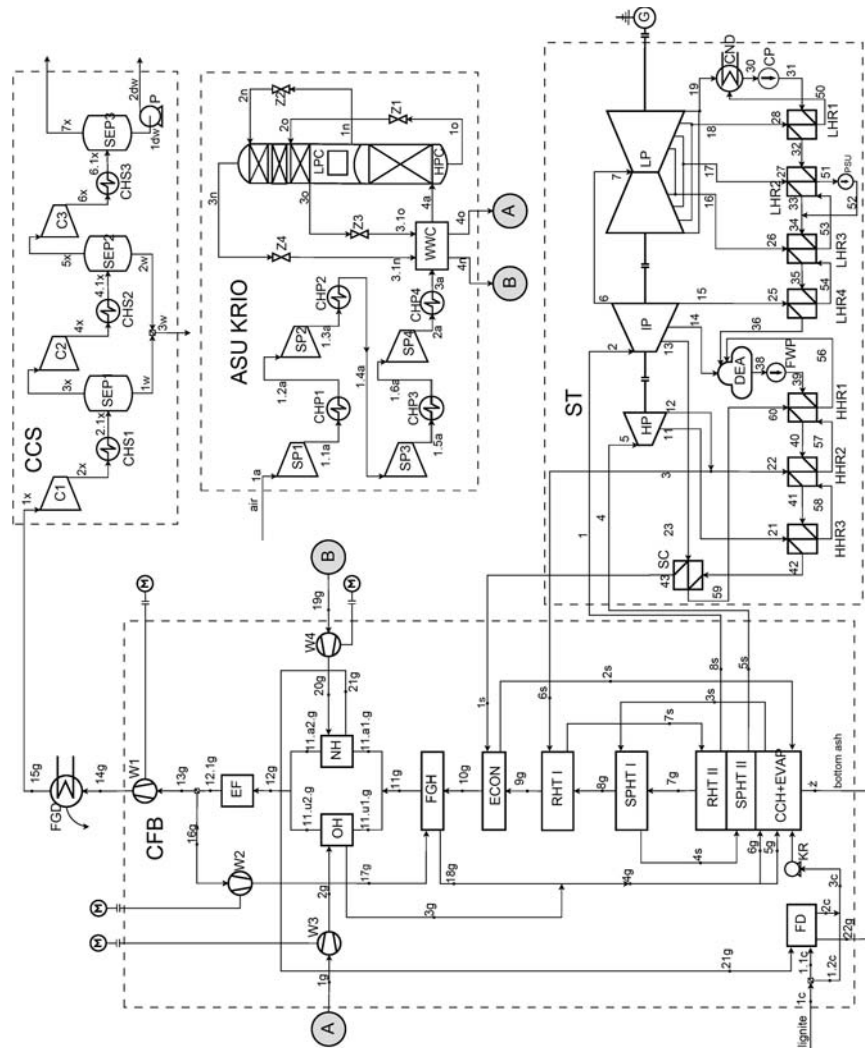 CCS
1x
C1
2x
CHS1
2.1x
SEP1
3x
1w
C2
4x
CHS2
4.1x
SEP2
5x
2w
3w
C3
6x
CHS3
6.1x
SEP3
7x
1dw
P
2dw
ASU KRIO
air
1a
SP1
1.1a
CHP1
1.2a
SP2
1.3a
CHP2
1.4a
SP3
1.5a
CHP3
1.6a
SP4
2a
CHP4
3a
WWC
4a
3.1n
3.1o
4n
4o
B
A
Z4
Z3
3n
3o
2n
2o
Z2
Z1
1n
1o
LPC
HPC
ST
G
LP
7
6
IP
2
HP
5
4
3
1
11
12
13
14
15
16
17
18
19
CND
30
CP
31
50
28
LHR1
32
27
LHR2
PSU
51
52
33
34
53
26
LHR3
35
54
25
LHR4
36
DEA
38
FWP
39
56
60
HHR1
40
57
22
HHR2
41
58
21
HHR3
42
SC
43
23
59
CFB
FGD
15g
14g
W1
M
13g
12.1g
16g
EF
12g
W2
M
17g
W3
M
W4
M
B
19g
20g
21g
11.a2.g
11.a1.g
NH
11.u2.g
11.u1.g
OH
2g
3g
1g
A
11g
FGH
10g
18g
ECON
1s
2s
9g
RHT I
6s
7s
8g
SPHT I
3s
4s
7g
RHT II
SPHT II
CCH+EVAP
8s
5s
4g
6g
5g
ż
bottom ash
KR
3c
2c
FD
22g
21g
1.1c
1.2c
1c
lignite